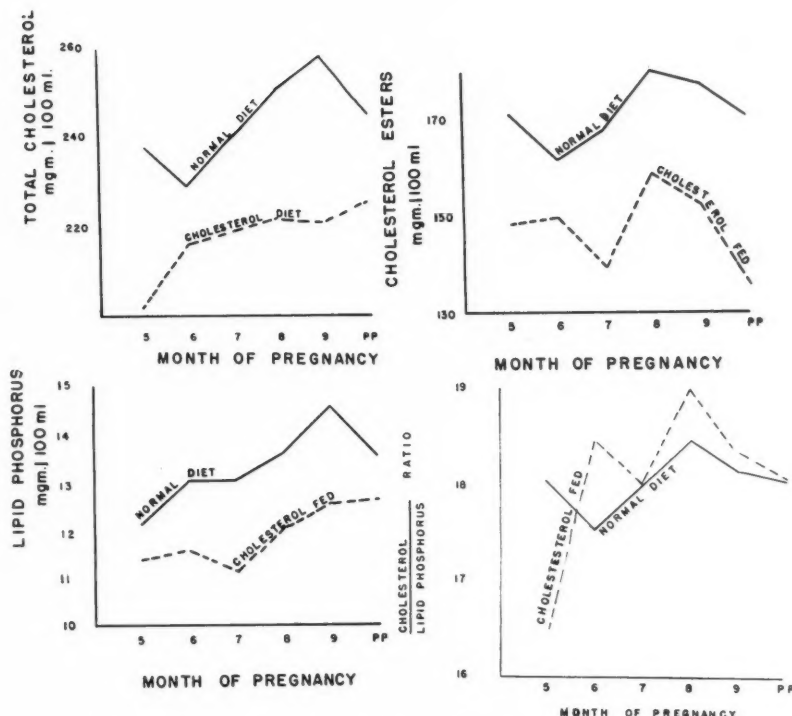 TOTAL CHOLESTEROL
mgm. | 100 ml.
260
240
220
NORMAL DIET
CHOLESTEROL DIET
5 6 7 8 9 PP
MONTH OF PREGNANCY
CHOLESTEROL ESTERS
mgm. | 100 ml
170
150
130
NORMAL DIET
CHOLESTEROL FED
5 6 7 8 9 PP
MONTH OF PREGNANCY
LIPID PHOSPHORUS
mgm. | 100 ml
15
14
13
12
11
10
NORMAL DIET
CHOLESTEROL FED
5 6 7 8 9 PP
MONTH OF PREGNANCY
CHOLESTEROL
LIPID PHOSPHORUS
RATIO
19
18
17
16
CHOLESTESTEROL FED
NORMAL DIET
5 6 7 8 9 PP
MONTH OF PREGNANCY